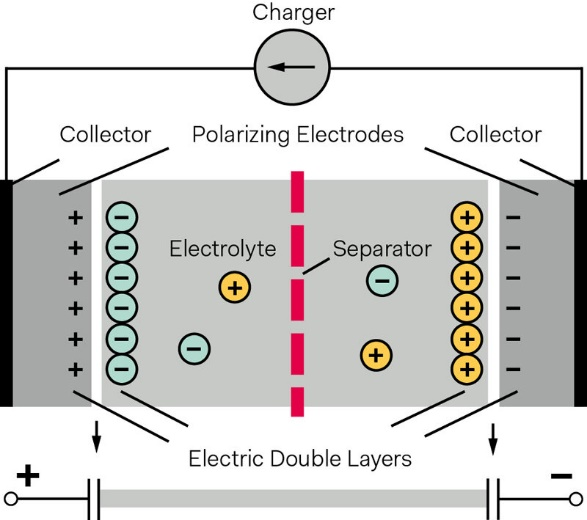 Charger
Collector
Polarizing Electrodes
Collector
+ − + −
+ − + −
+ − Electrolyte Separator + −
+ − + − + −
+ − − + + −
+ − + −
Electric Double Layers
+ −